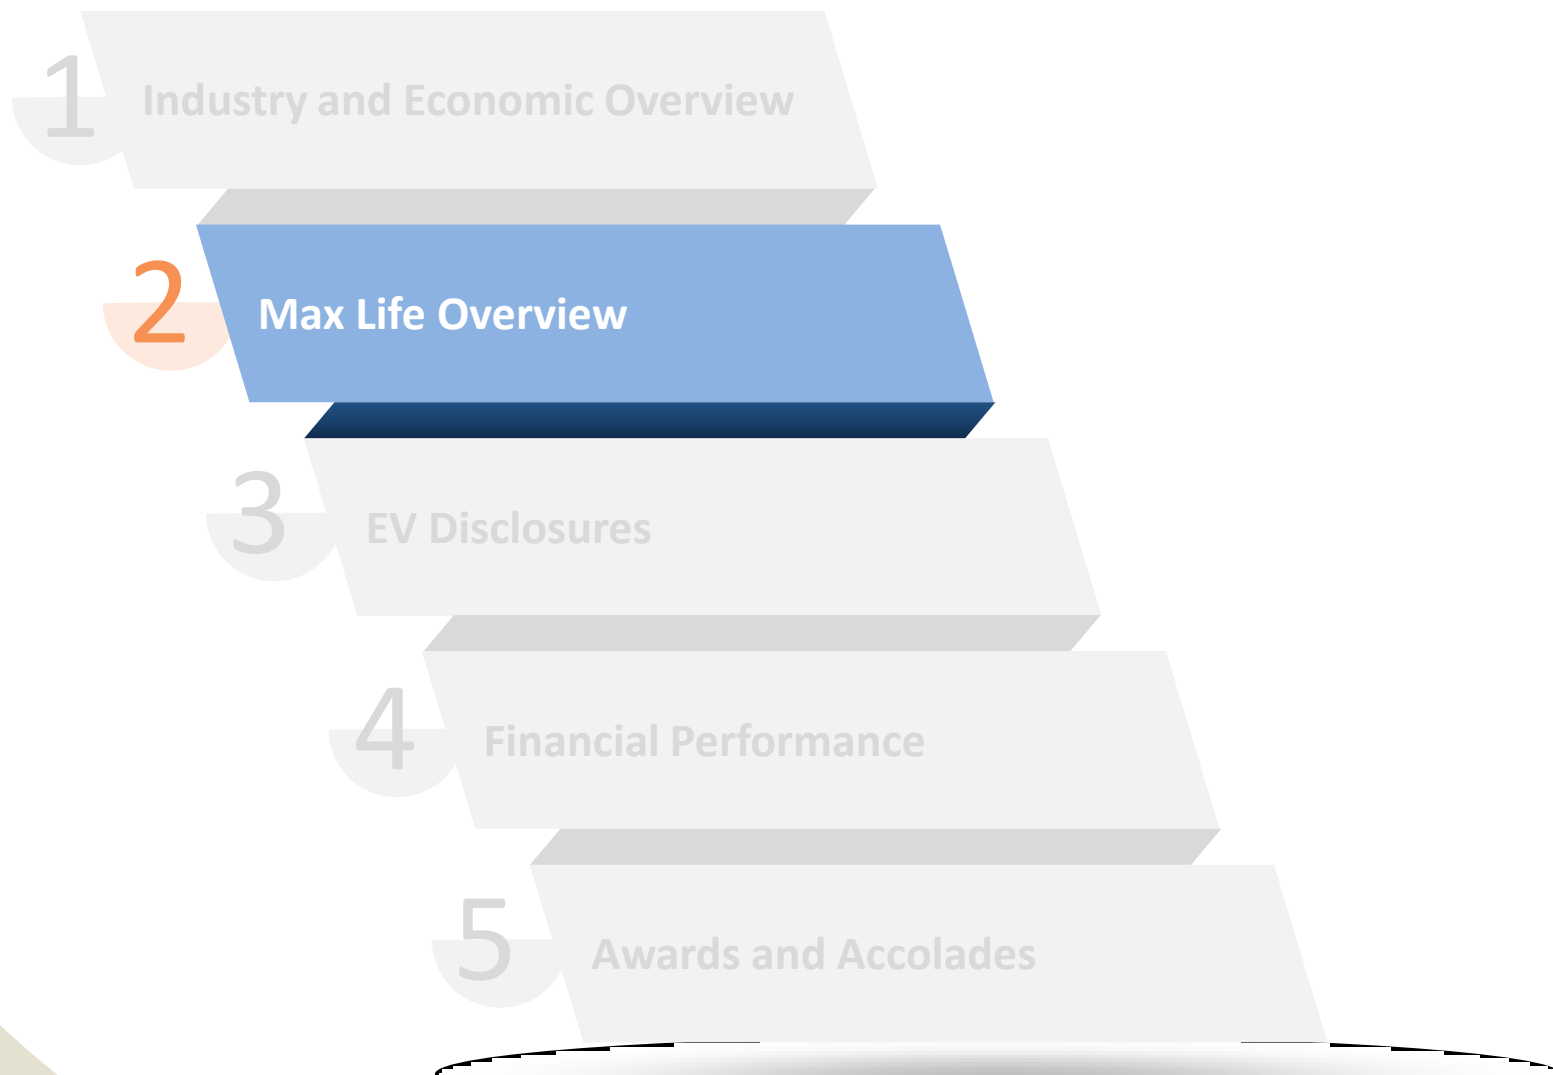 1
Industry and Economic Overview
2
Max Life Overview
3
EV Disclosures
4
Financial Performance
5
Awards and Accolades